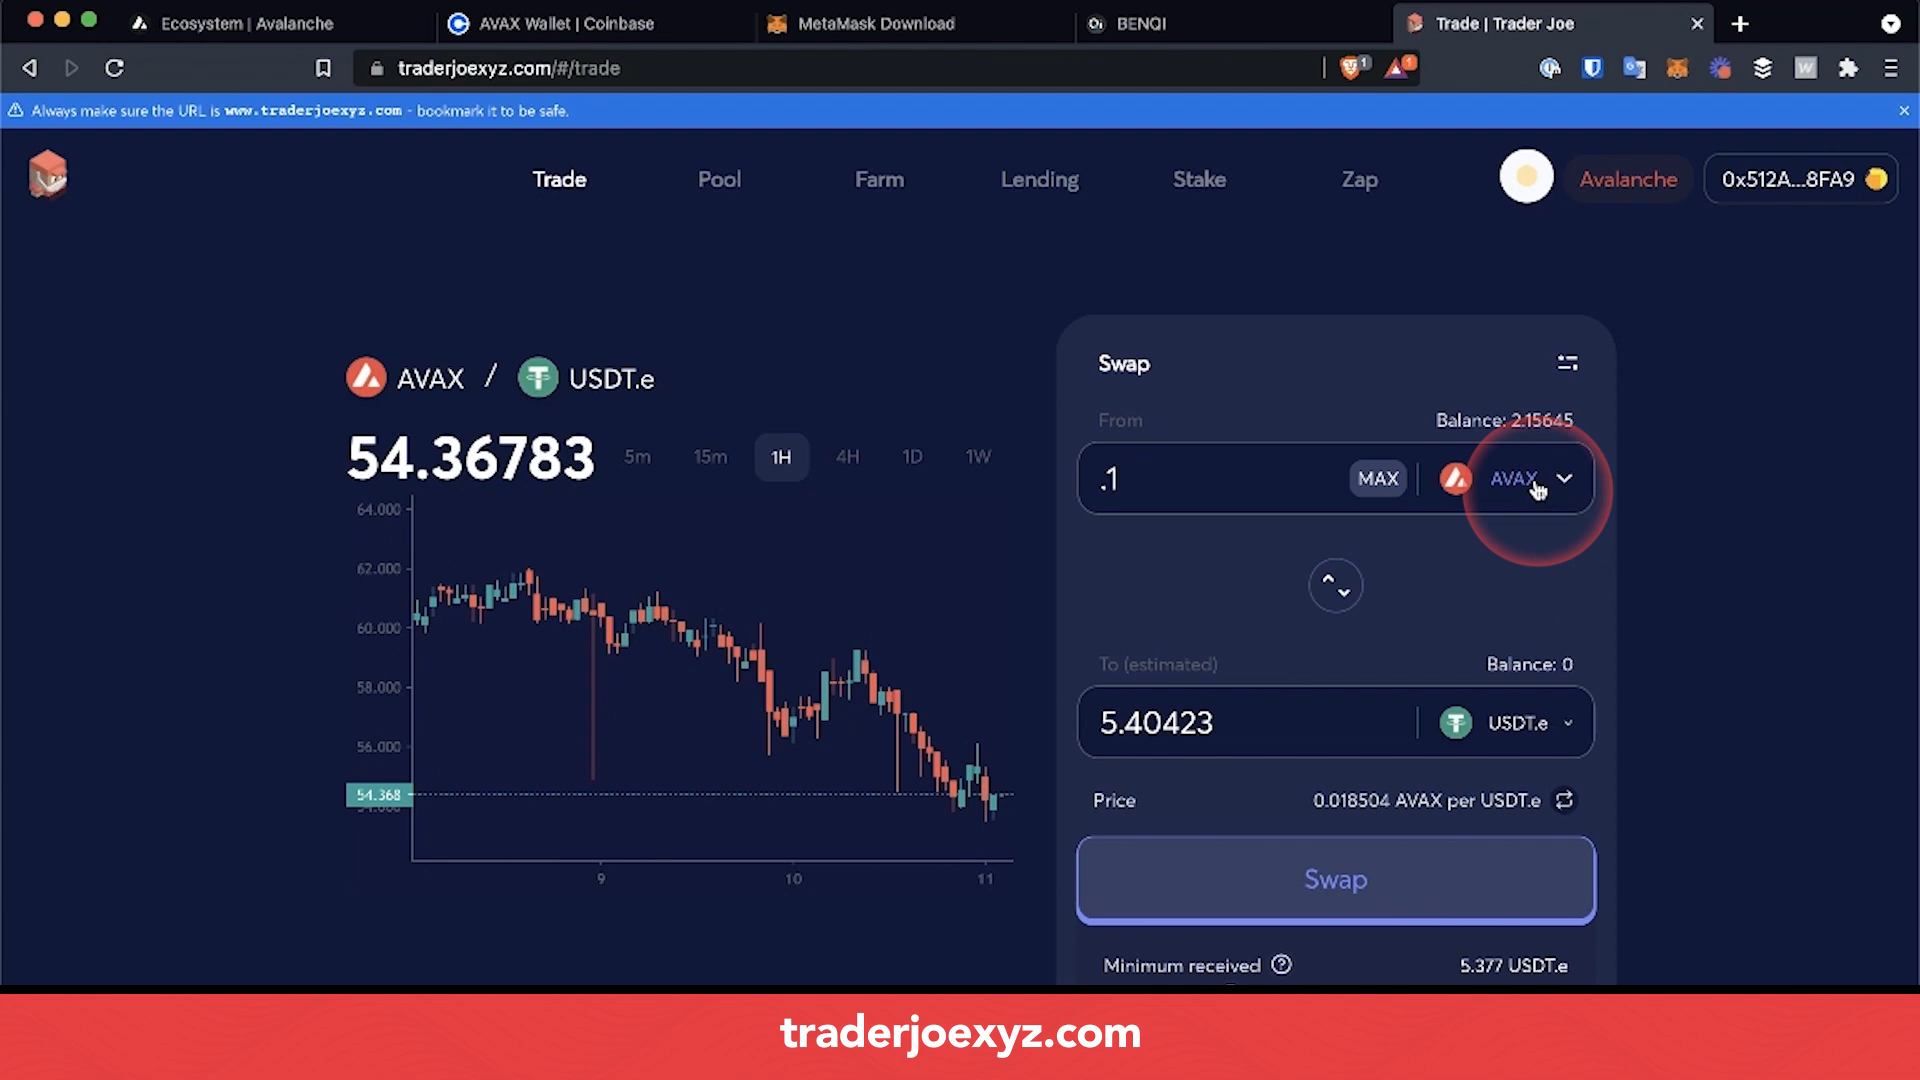 Ecosystem | Avalanche
AVAX Wallet | Coinbase
MetaMask Download
BENQI
Trade | Trader Joe
traderjoexyz.com/#/trade
1
1
Always make sure the URL is www.traderjoexyz.com - bookmark it to be safe.
Trade
Pool
Farm
Lending
Stake
Zap
Avalanche
0x512A...8FA9
AVAX / USDT.e
54.36783
5m
15m
1H
4H
1D
1W
64.000
62.000
60.000
58.000
56.000
54.368
9
10
11
Swap
From
Balance: 2.15645
.1
MAX
AVAX
To (estimated)
Balance: 0
5.40423
USDT.e
Price
0.018504 AVAX per USDT.e
Swap
Minimum received
5.377 USDT.e
traderjoexyz.com